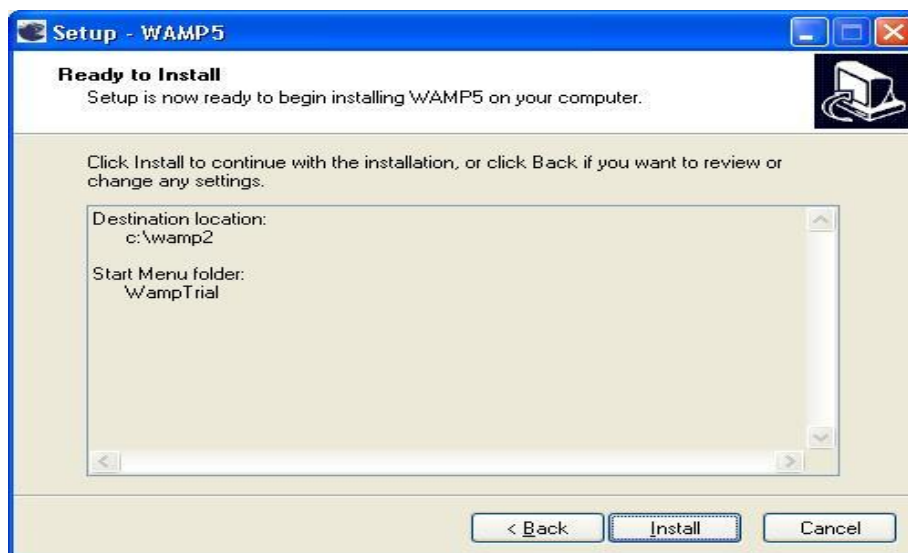 Setup - WAMP5
Ready to Install
Setup is now ready to begin installing WAMP5 on your computer.
Click Install to continue with the installation, or click Back if you want to review or
change any settings.
Destination location:
c:\wamp2
Start Menu folder:
WampTrial
< Back
Install
Cancel